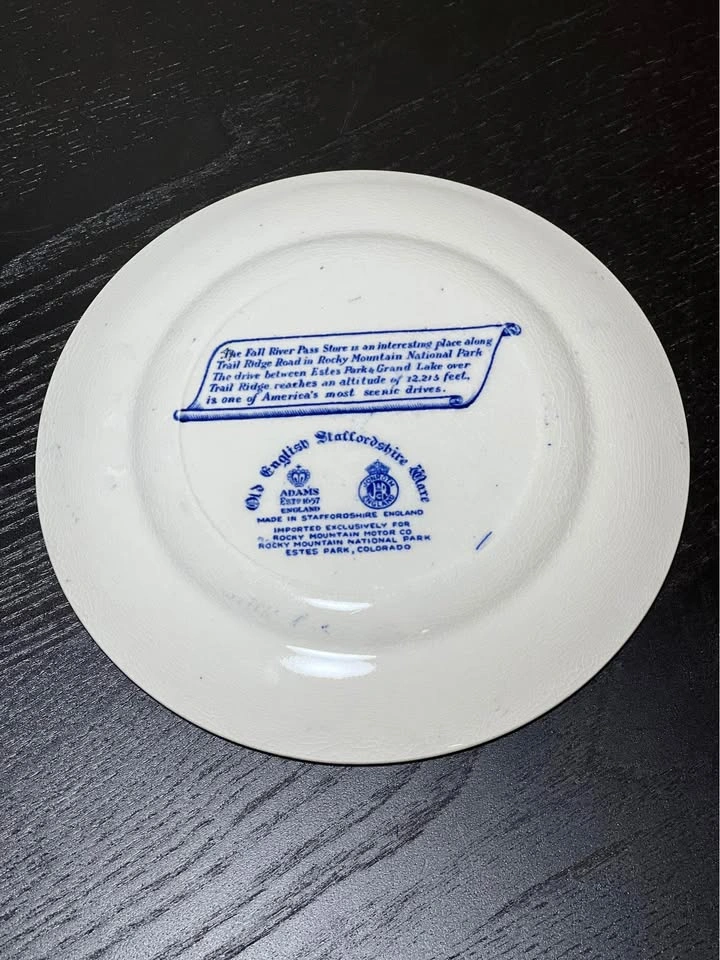 The Fall River Pass Store is an interesting place along
Trail Ridge Road in Rocky Mountain National Park
The drive between Estes Park & Grand Lake over
Trail Ridge reaches an altitude of 12,213 feet,
is one of America's most scenic drives.
Old English Staffordshire Ware
ADAMS
ESTD 1657
ENGLAND
JONROTH
ENGLAND
MADE IN STAFFORDSHIRE ENGLAND
IMPORTED EXCLUSIVELY FOR
ROCKY MOUNTAIN MOTOR CO
ROCKY MOUNTAIN NATIONAL PARK
ESTES PARK, COLORADO